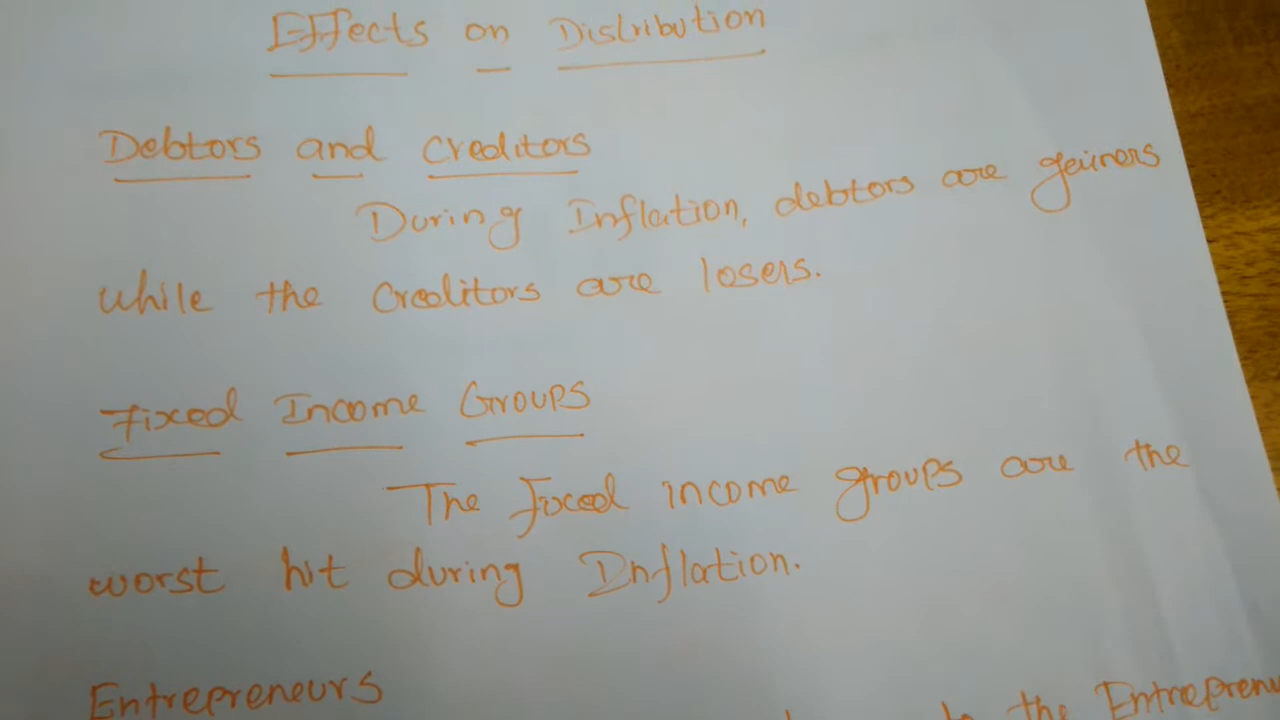 Effects on Distribution
Debtors and Creditors
During Inflation, debtors are gainers
while the Creditors are losers.
Fixed Income Groups
The fixed income groups are the
worst hit during Inflation.
Entrepreneurs
the